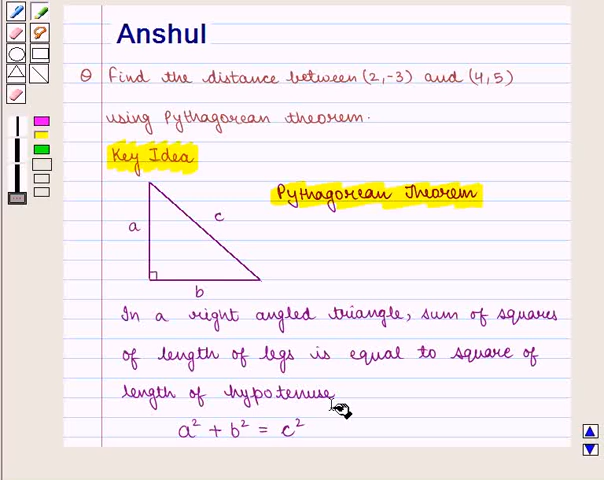 Anshul
Q Find the distance between (2,-3) and (4,5)
using Pythagorean theorem.
Key Idea
Pythagorean Theorem
a
c
b
In a right angled triangle, sum of squares
of length of legs is equal to square of
length of hypotenuse
a² + b² = c²